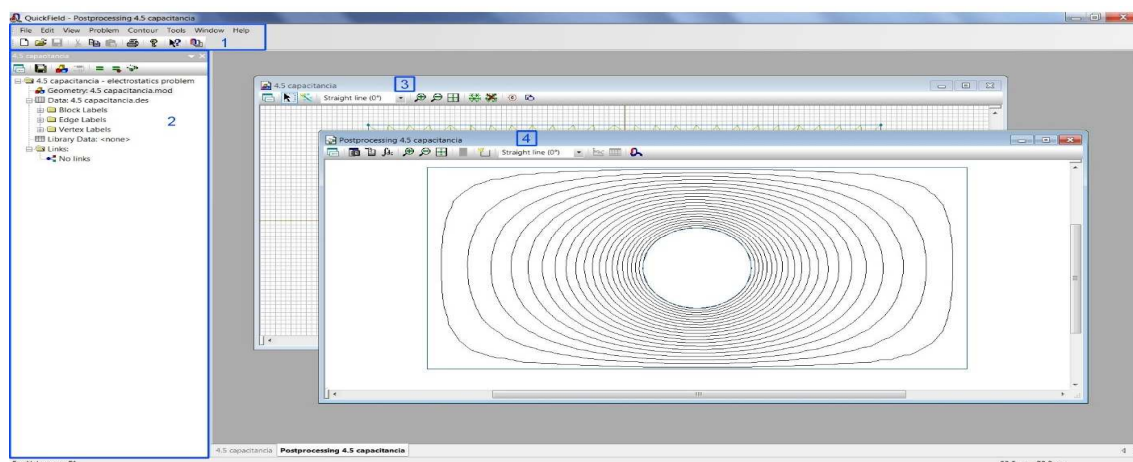 QuickField - Postprocessing 4.5 capacitancia
File Edit View Problem Contour Tools Window Help
1
4.5 capacitancia
4.5 capacitancia - electrostatics problem
Geometry: 4.5 capacitancia.mod
Data: 4.5 capacitancia.des
Block Labels
Edge Labels
2
Vertex Labels
Library Data: <none>
Links:
No links
4.5 capacitancia
3
Straight line (0°)
Postprocessing 4.5 capacitancia
4
Straight line (0°)
4.5 capacitancia Postprocessing 4.5 capacitancia